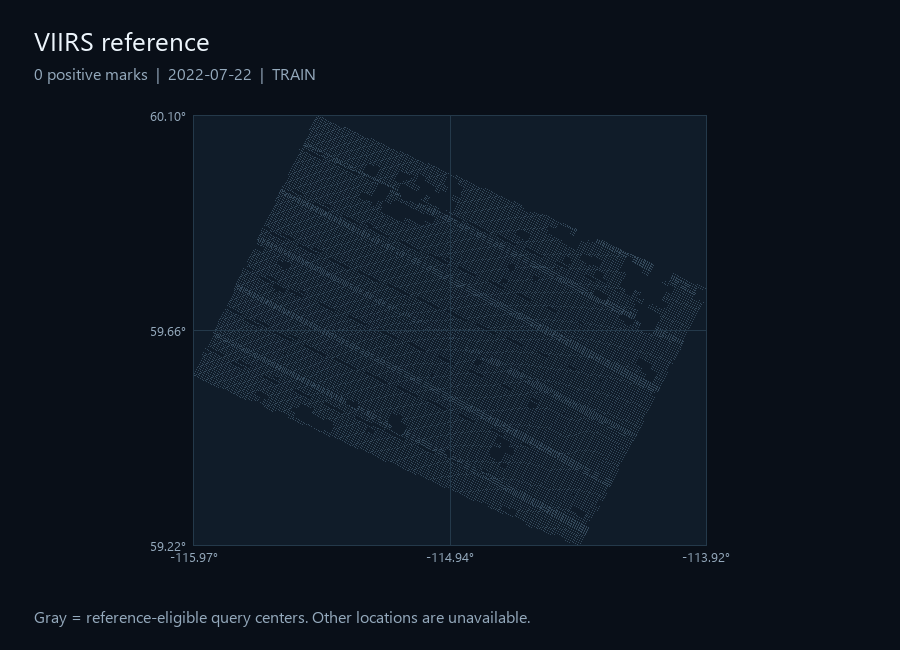 VIIRS reference
0 positive marks | 2022-07-22 | TRAIN
60.10°
59.66°
59.22°
-115.97°
-114.94°
-113.92°
Gray = reference-eligible query centers. Other locations are unavailable.